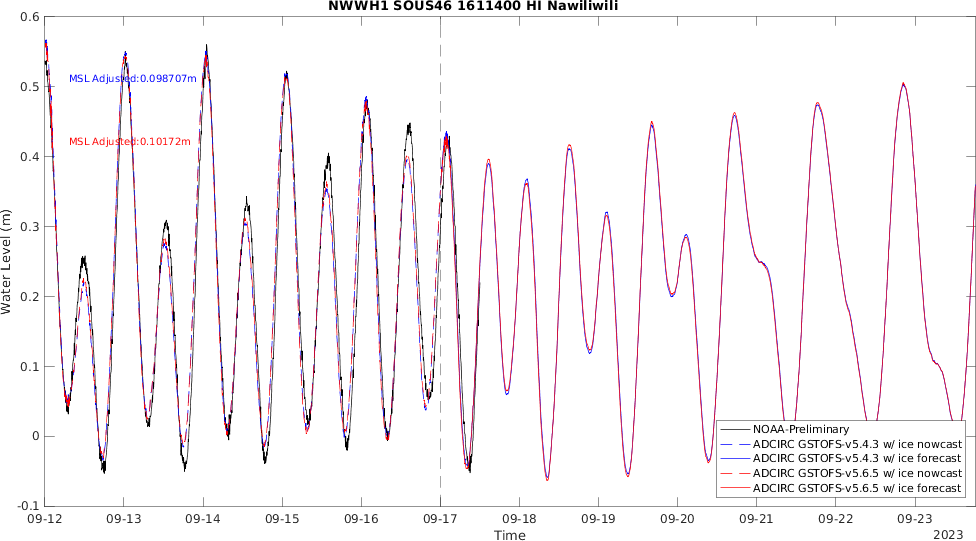 NWWH1 SOUS46 1611400 HI Nawiliwili
0.6
0.5
0.4
0.3
0.2
0.1
0
-0.1
Water Level (m)
MSL Adjusted:0.098707m
MSL Adjusted:0.10172m
NOAA-Preliminary
ADCIRC GSTOFS-v5.4.3 w/ ice nowcast
ADCIRC GSTOFS-v5.4.3 w/ ice forecast
ADCIRC GSTOFS-v5.6.5 w/ ice nowcast
ADCIRC GSTOFS-v5.6.5 w/ ice forecast
09-12 09-13 09-14 09-15 09-16 09-17 09-18 09-19 09-20 09-21 09-22 09-23
Time
2023